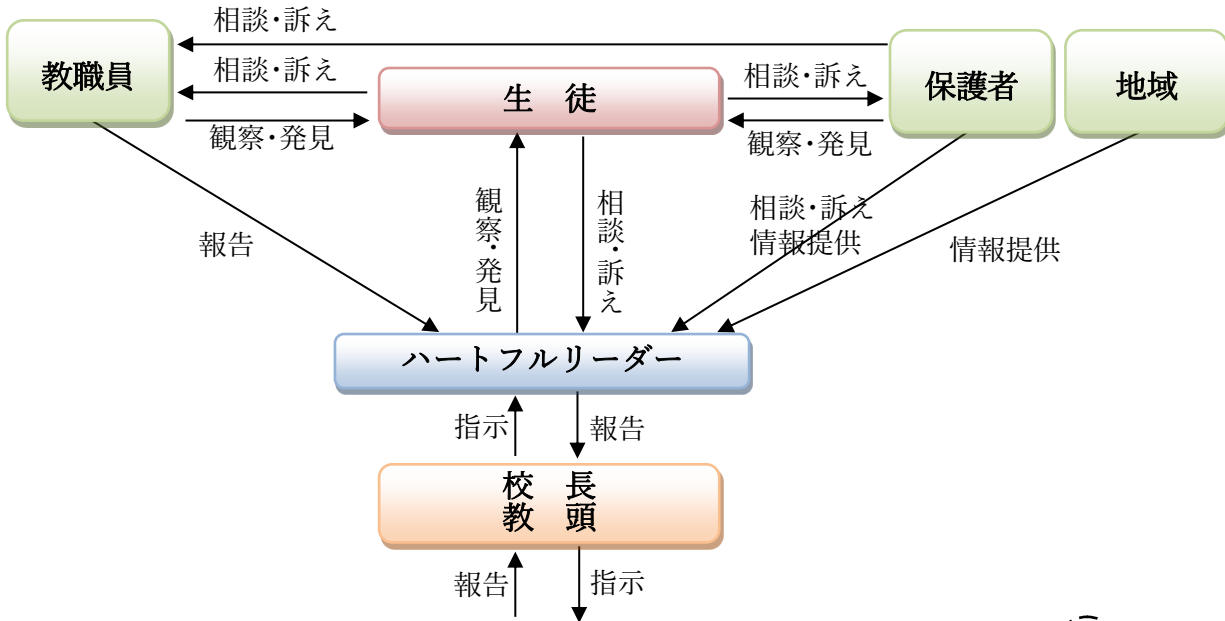 相談・訴え
教職員
相談・訴え
観察・発見
生　徒
相談・訴え
観察・発見
保護者
地域
報告
観察・発見
相談・訴え
相談・訴え
情報提供
情報提供
ハートフルリーダー
指示
報告
校　長
教　頭
報告
指示